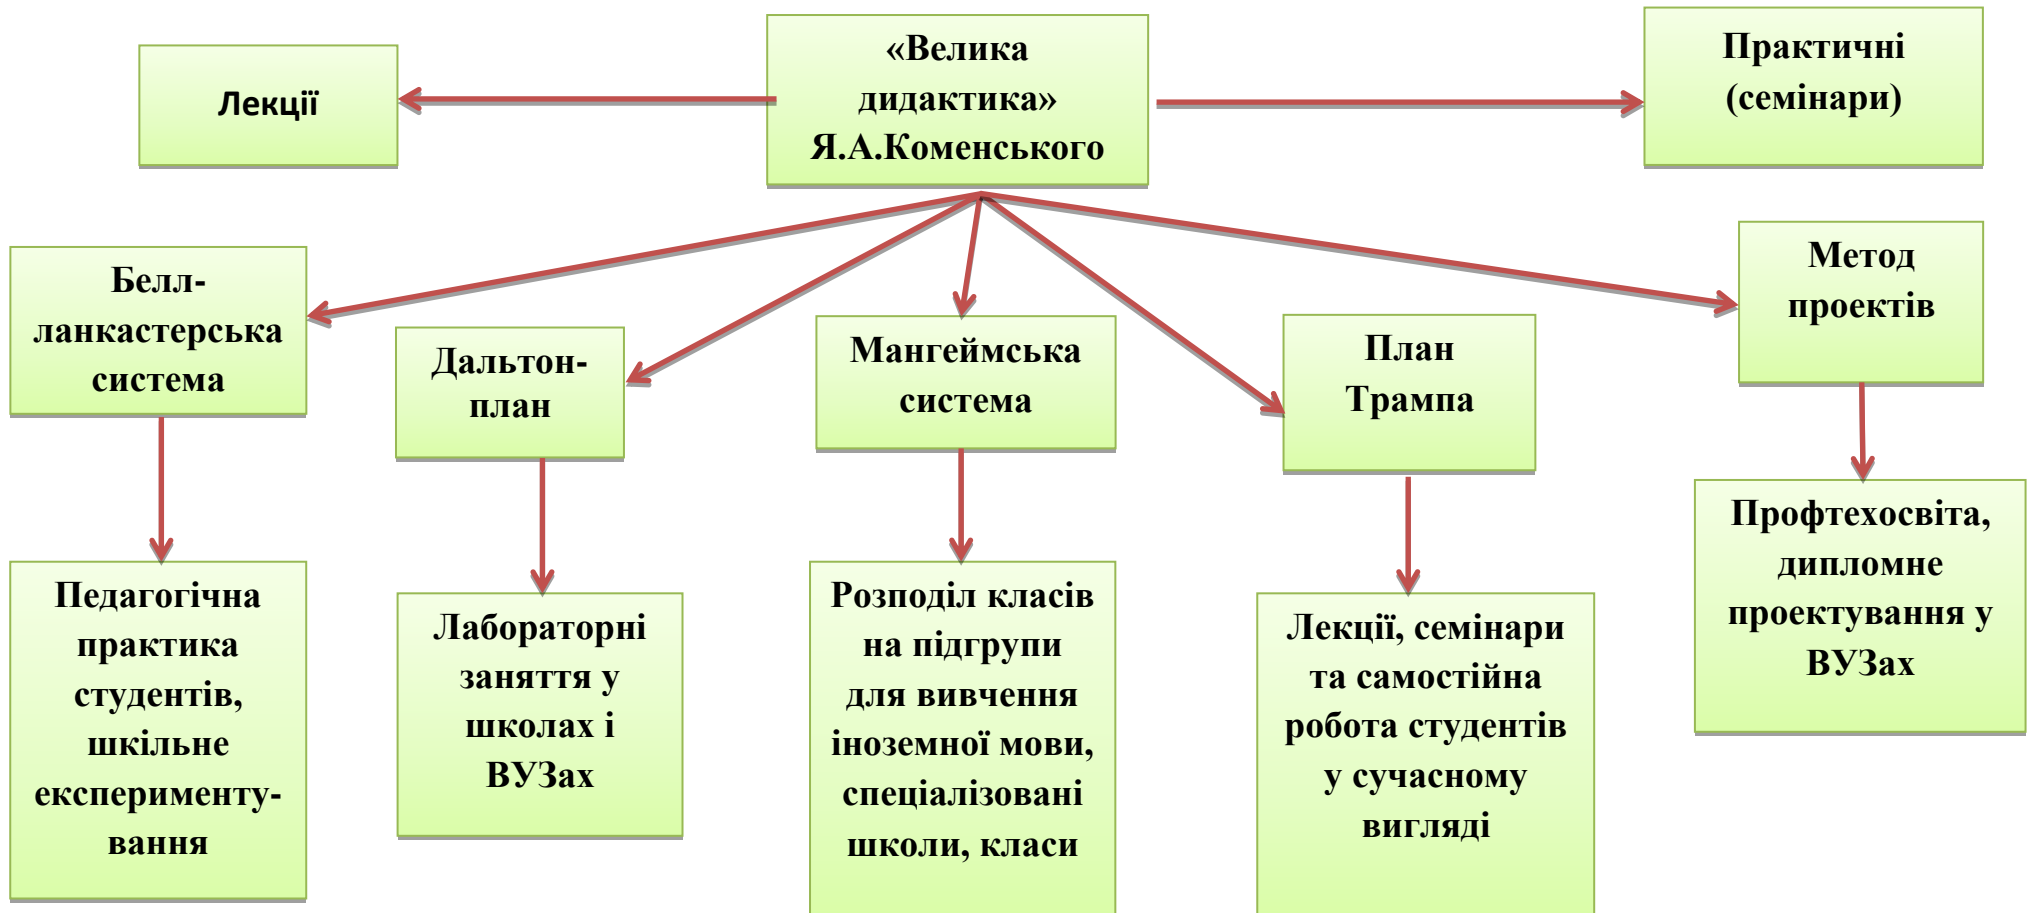 Лекції
«Велика
дидактика»
Я.А.Коменського
Практичні
(семінари)
Белл-
ланкастерська
система
Дальтон-
план
Мангеймська
система
План
Трампа
Метод
проектів
Педагогічна
практика
студентів,
шкільне
експерименту-
вання
Лабораторні
заняття у
школах і
ВУЗах
Розподіл класів
на підгрупи
для вивчення
іноземної мови,
спеціалізовані
школи, класи
Лекції, семінари
та самостійна
робота студентів
у сучасному
вигляді
Профтехосвіта,
дипломне
проектування у
ВУЗах